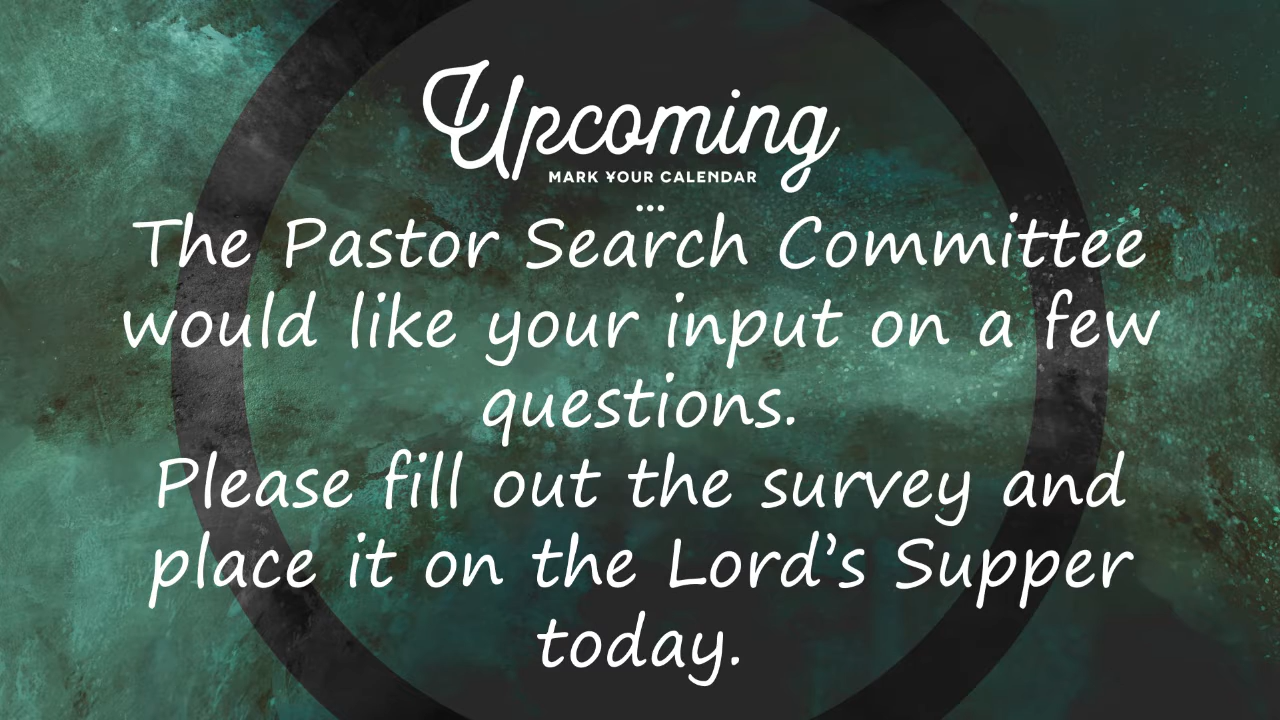 Upcoming
MARK YOUR CALENDAR
...
The Pastor Search Committee
would like your input on a few
questions.
Please fill out the survey and
place it on the Lord’s Supper
today.